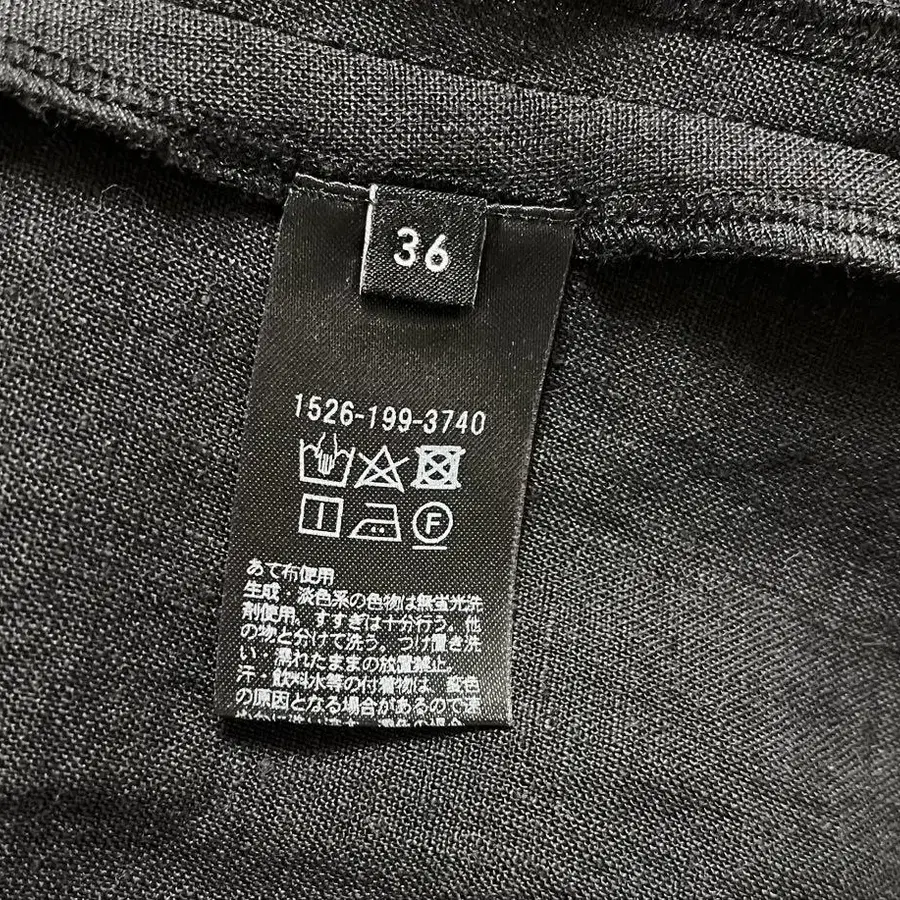 36
1526-199-3740
F
あて布使用
生成・淡色系の色物は無蛍光洗
剤使用。すすぎは十分行う。他
の物と分けて洗う。つけ置き洗
い・濡れたままの放置禁止
汗・飲料水等の付着物は、変色
の原因となる場合があるので速